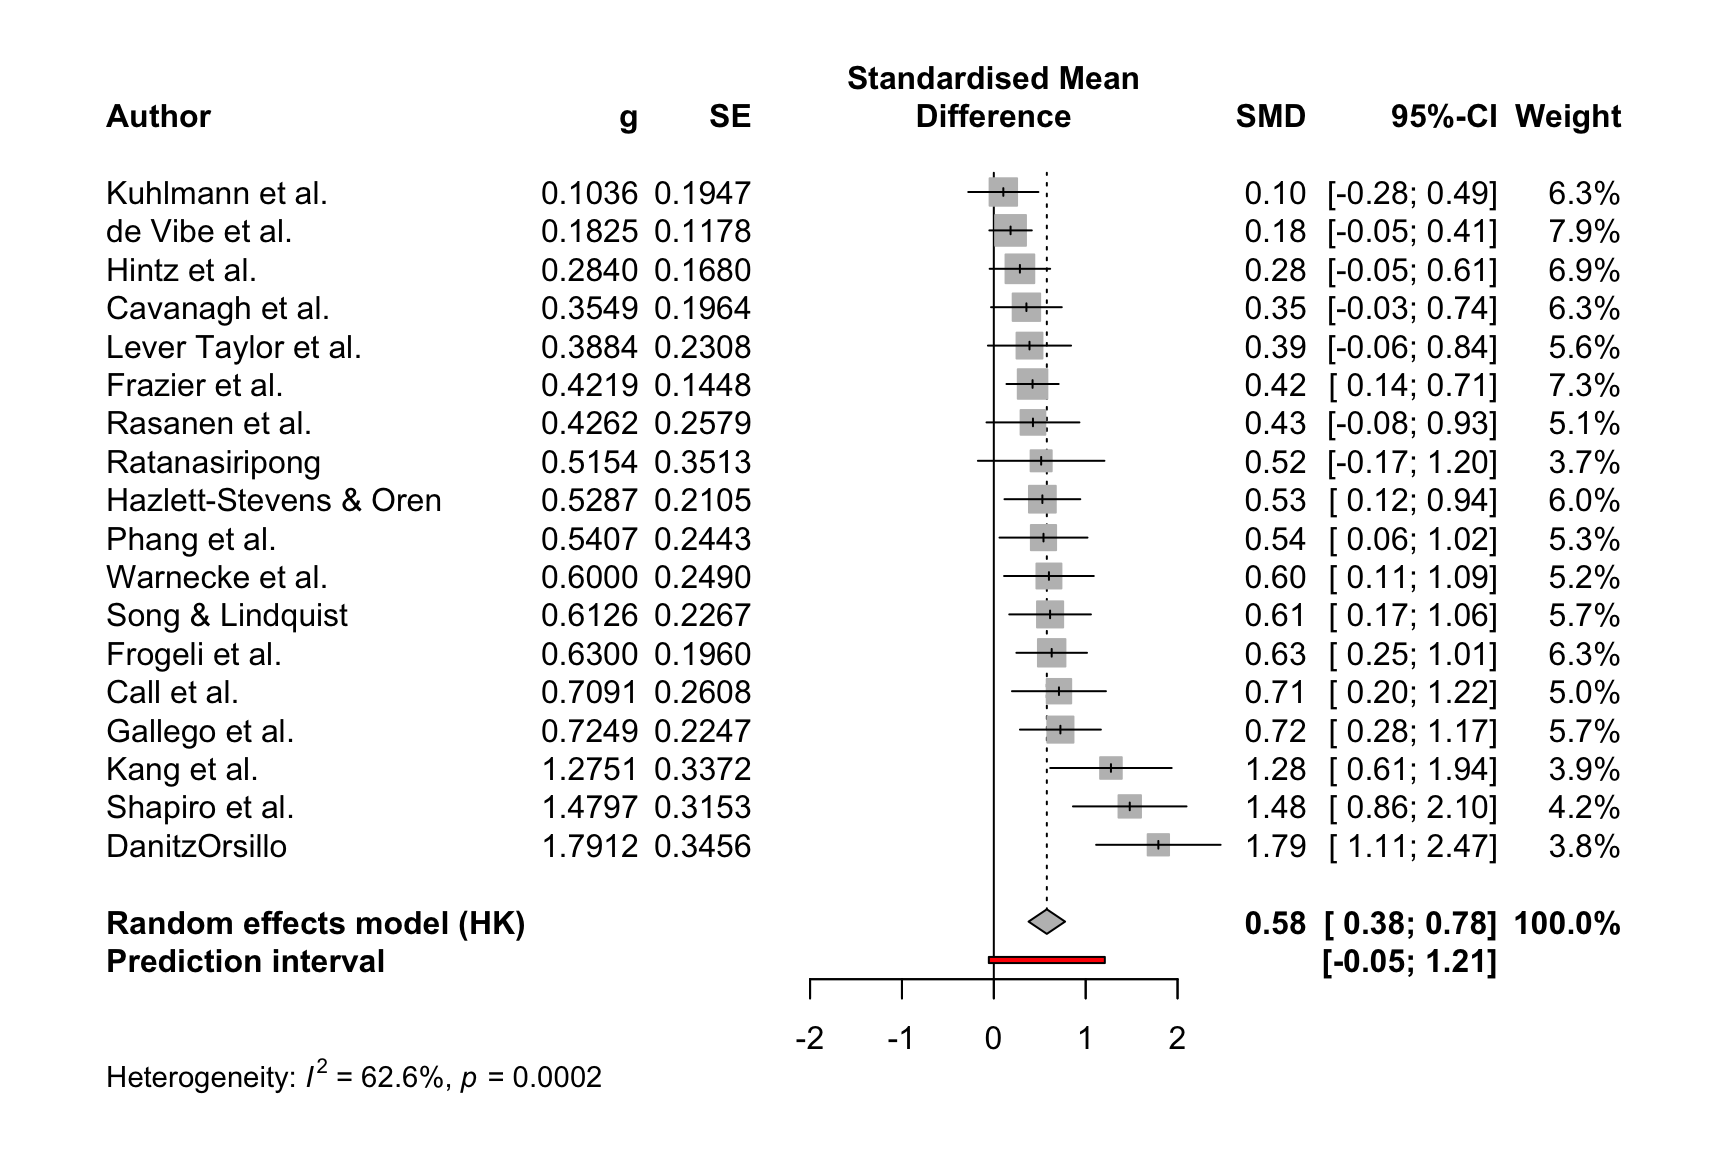 Standardised Mean
Author g SE Difference SMD 95%-CI Weight
Kuhlmann et al. 0.1036 0.1947 0.10 [-0.28; 0.49] 6.3%
de Vibe et al. 0.1825 0.1178 0.18 [-0.05; 0.41] 7.9%
Hintz et al. 0.2840 0.1680 0.28 [-0.05; 0.61] 6.9%
Cavanagh et al. 0.3549 0.1964 0.35 [-0.03; 0.74] 6.3%
Lever Taylor et al. 0.3884 0.2308 0.39 [-0.06; 0.84] 5.6%
Frazier et al. 0.4219 0.1448 0.42 [ 0.14; 0.71] 7.3%
Rasanen et al. 0.4262 0.2579 0.43 [-0.08; 0.93] 5.1%
Ratanasiripong 0.5154 0.3513 0.52 [-0.17; 1.20] 3.7%
Hazlett-Stevens & Oren 0.5287 0.2105 0.53 [ 0.12; 0.94] 6.0%
Phang et al. 0.5407 0.2443 0.54 [ 0.06; 1.02] 5.3%
Warnecke et al. 0.6000 0.2490 0.60 [ 0.11; 1.09] 5.2%
Song & Lindquist 0.6126 0.2267 0.61 [ 0.17; 1.06] 5.7%
Frogeli et al. 0.6300 0.1960 0.63 [ 0.25; 1.01] 6.3%
Call et al. 0.7091 0.2608 0.71 [ 0.20; 1.22] 5.0%
Gallego et al. 0.7249 0.2247 0.72 [ 0.28; 1.17] 5.7%
Kang et al. 1.2751 0.3372 1.28 [ 0.61; 1.94] 3.9%
Shapiro et al. 1.4797 0.3153 1.48 [ 0.86; 2.10] 4.2%
DanitzOrsillo 1.7912 0.3456 1.79 [ 1.11; 2.47] 3.8%
Random effects model (HK) 0.58 [ 0.38; 0.78] 100.0%
Prediction interval [-0.05; 1.21]
-2 -1 0 1 2
Heterogeneity: I² = 62.6%, p = 0.0002